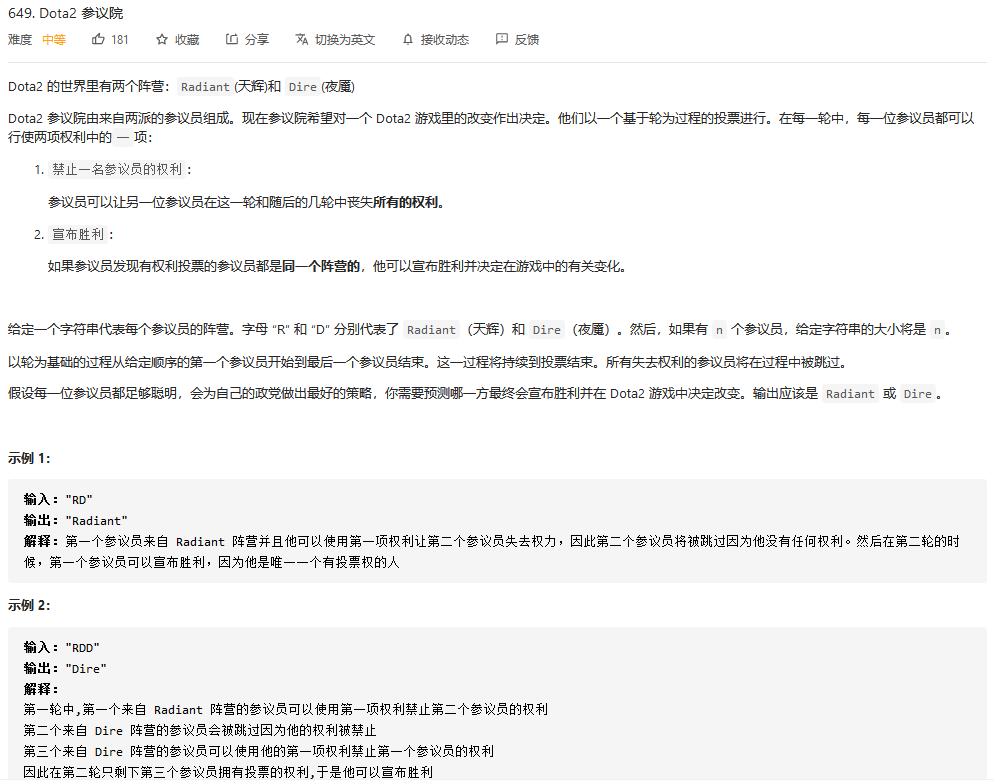 649. Dota2 参议院
难度 中等 181 收藏 分享 切换为英文 接收动态 反馈
Dota2 的世界里有两个阵营：Radiant(天辉)和 Dire(夜魇)
Dota2 参议院由来自两派的参议员组成。现在参议院希望对一个 Dota2 游戏里的改变作出决定。他们以一个基于轮为过程的投票进行。在每一轮中，每一位参议员都可以
行使两项权利中的 一 项：
1. 禁止一名参议员的权利：
参议员可以让另一位参议员在这一轮和随后的几轮中丧失所有的权利。
2. 宣布胜利：
如果参议员发现有权利投票的参议员都是同一个阵营的，他可以宣布胜利并决定在游戏中的有关变化。
给定一个字符串代表每个参议员的阵营。字母 “R” 和 “D” 分别代表了 Radiant（天辉）和 Dire（夜魇）。然后，如果有 n 个参议员，给定字符串的大小将是 n。
以轮为基础的过程从给定顺序的第一个参议员开始到最后一个参议员结束。这一过程将持续到投票结束。所有失去权利的参议员将在过程中被跳过。
假设每一位参议员都足够聪明，会为自己的政党做出最好的策略，你需要预测哪一方最终会宣布胜利并在 Dota2 游戏中决定改变。输出应该是 Radiant 或 Dire。
示例 1：
输入："RD"
输出："Radiant"
解释：第一个参议员来自 Radiant 阵营并且他可以使用第一项权利让第二个参议员失去权力，因此第二个参议员将被跳过因为他没有任何权利。然后在第二轮的时
候，第一个参议员可以宣布胜利，因为他是唯一一个有投票权的人
示例 2：
输入："RDD"
输出："Dire"
解释：
第一轮中,第一个来自 Radiant 阵营的参议员可以使用第一项权利禁止第二个参议员的权利
第二个来自 Dire 阵营的参议员会被跳过因为他的权利被禁止
第三个来自 Dire 阵营的参议员可以使用他的第一项权利禁止第一个参议员的权利
因此在第二轮只剩下第三个参议员拥有投票的权利,于是他可以宣布胜利